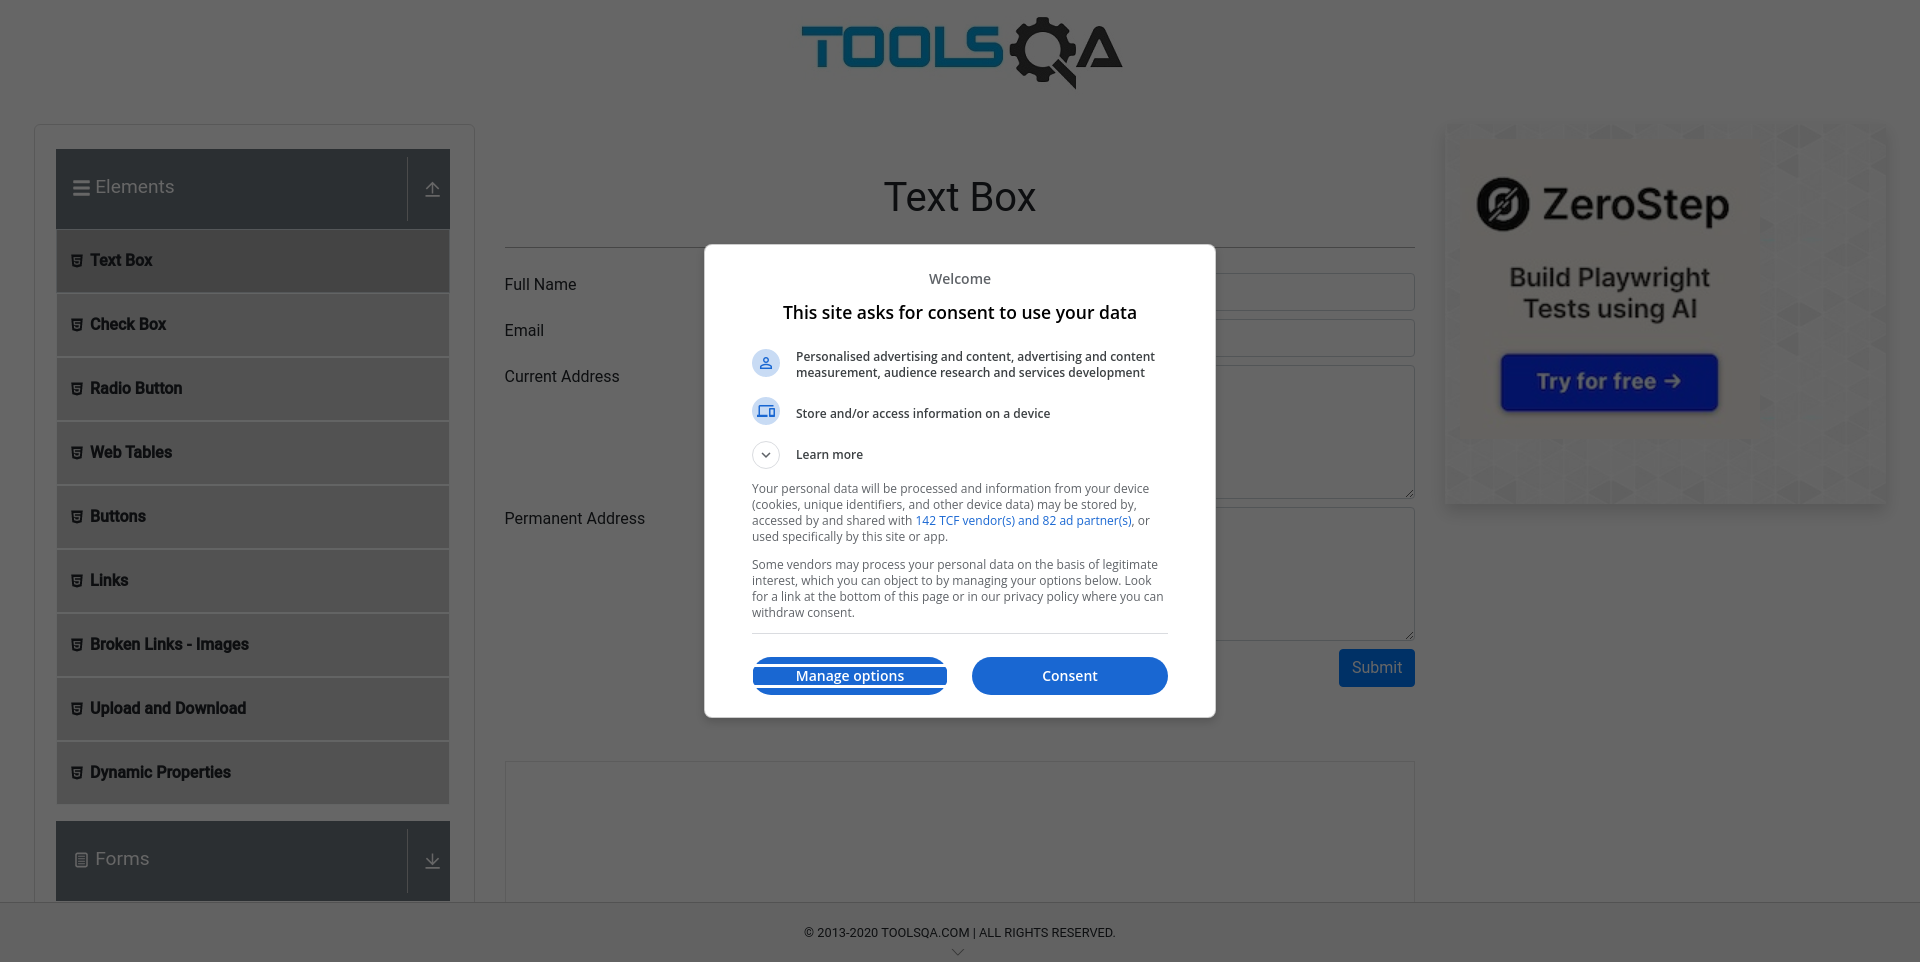 TOOLSQA
Elements
Text Box
Check Box
Radio Button
Web Tables
Buttons
Links
Broken Links - Images
Upload and Download
Dynamic Properties
Forms
Text Box
Full Name
Email
Current Address
Permanent Address
Submit
Welcome
This site asks for consent to use your data
Personalised advertising and content, advertising and content
measurement, audience research and services development
Store and/or access information on a device
Learn more
Your personal data will be processed and information from your device
(cookies, unique identifiers, and other device data) may be stored by,
accessed by and shared with 142 TCF vendor(s) and 82 ad partner(s), or
used specifically by this site or app.
Some vendors may process your personal data on the basis of legitimate
interest, which you can object to by managing your options below. Look
for a link at the bottom of this page or in our privacy policy where you can
withdraw consent.
Manage options
Consent
ZeroStep
Build Playwright
Tests using AI
Try for free →
© 2013-2020 TOOLSQA.COM | ALL RIGHTS RESERVED.